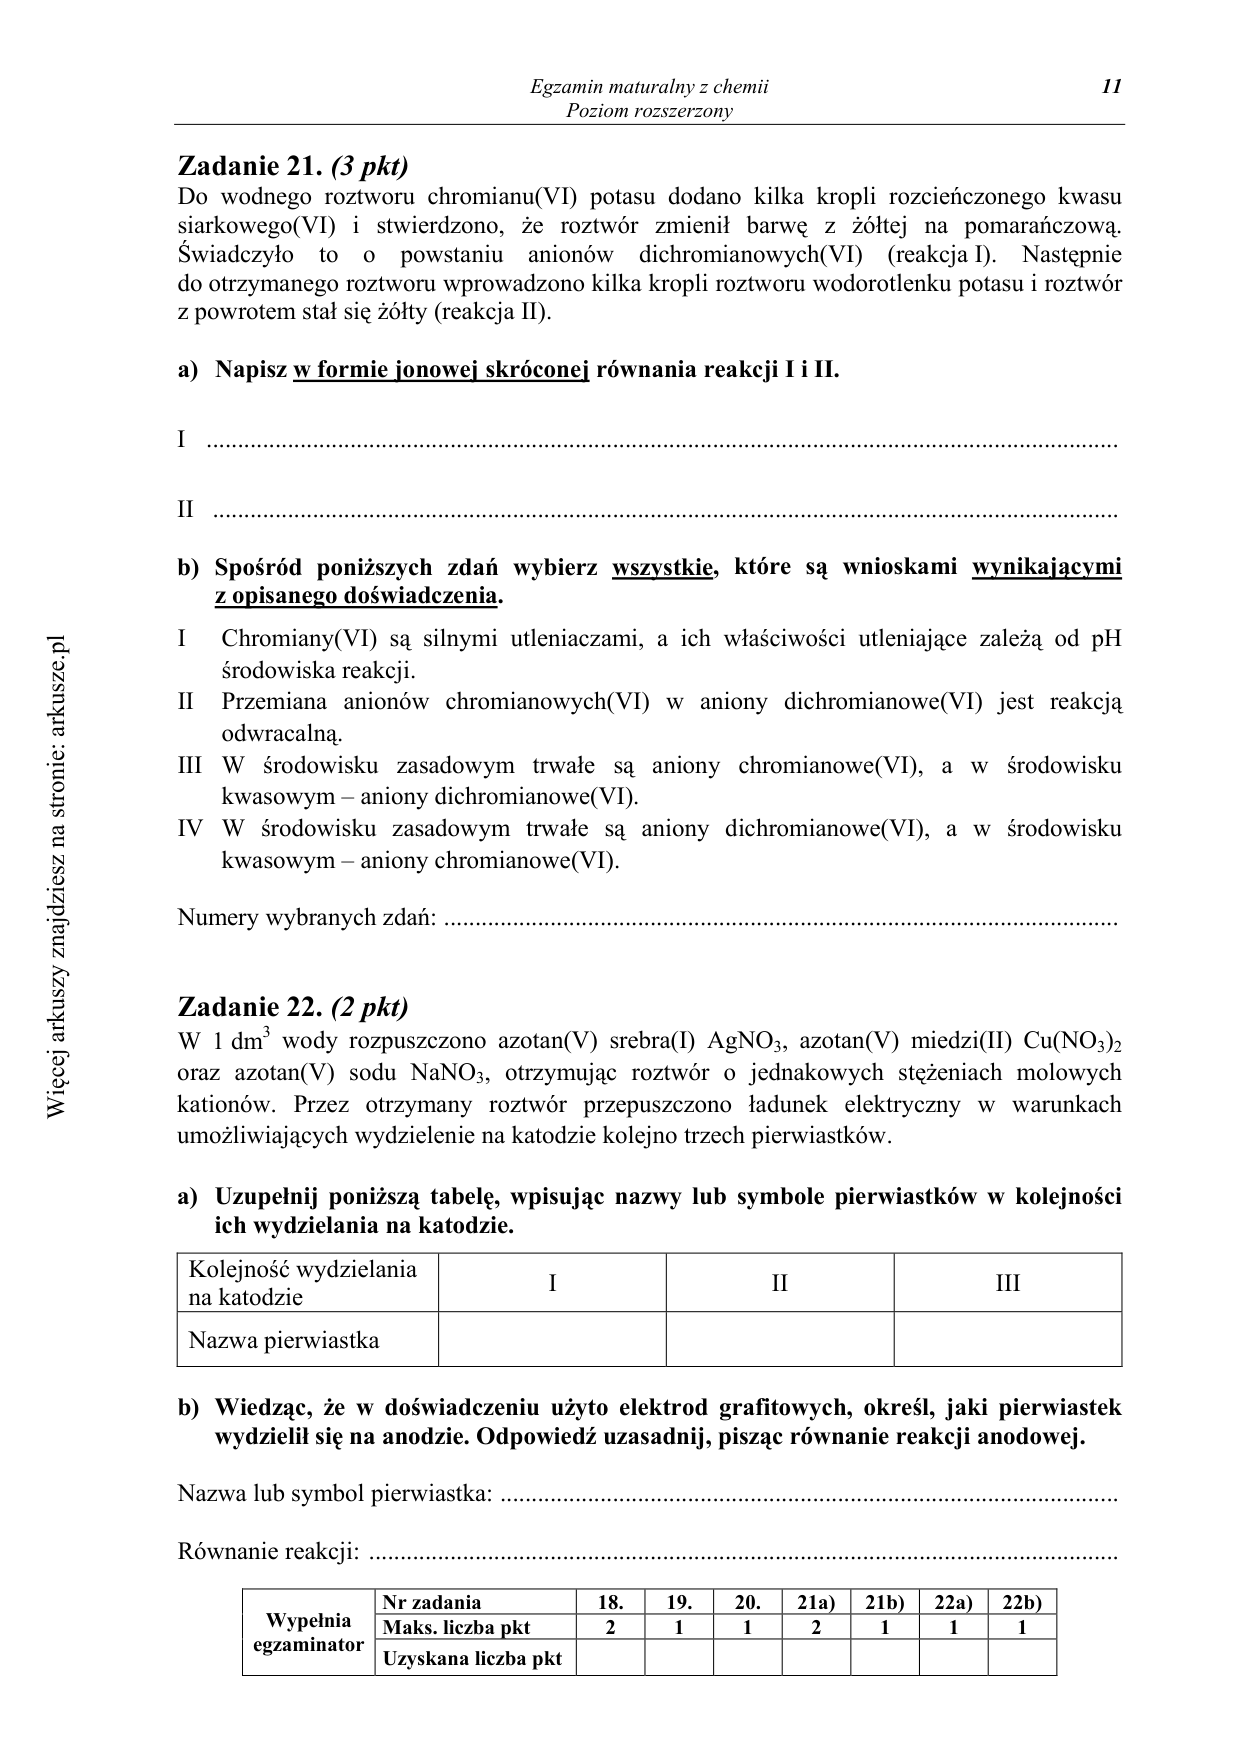 Egzamin maturalny z chemii
Poziom rozszerzony
11
Zadanie 21. (3 pkt)
Do wodnego roztworu chromianu(VI) potasu dodano kilka kropli rozcieńczonego kwasu
siarkowego(VI) i stwierdzono, że roztwór zmienił barwę z żółtej na pomarańczową.
Świadczyło to o powstaniu anionów dichromianowych(VI) (reakcja I). Następnie
do otrzymanego roztworu wprowadzono kilka kropli roztworu wodorotlenku potasu i roztwór
z powrotem stał się żółty (reakcja II).
a) Napisz w formie jonowej skróconej równania reakcji I i II.
I ....................................................................................................
II ....................................................................................................
b) Spośród poniższych zdań wybierz wszystkie, które są wnioskami wynikającymi
z opisanego doświadczenia.
I Chromiany(VI) są silnymi utleniaczami, a ich właściwości utleniające zależą od pH
środowiska reakcji.
II Przemiana anionów chromianowych(VI) w aniony dichromianowe(VI) jest reakcją
odwracalną.
III W środowisku zasadowym trwałe są aniony chromianowe(VI), a w środowisku
kwasowym – aniony dichromianowe(VI).
IV W środowisku zasadowym trwałe są aniony dichromianowe(VI), a w środowisku
kwasowym – aniony chromianowe(VI).
Numery wybranych zdań: ....................................................................................................
Zadanie 22. (2 pkt)
W 1 dm³ wody rozpuszczono azotan(V) srebra(I) AgNO₃, azotan(V) miedzi(II) Cu(NO₃)₂
oraz azotan(V) sodu NaNO₃, otrzymując roztwór o jednakowych stężeniach molowych
kationów. Przez otrzymany roztwór przepuszczono ładunek elektryczny w warunkach
umożliwiających wydzielenie na katodzie kolejno trzech pierwiastków.
a) Uzupełnij poniższą tabelę, wpisując nazwy lub symbole pierwiastków w kolejności
ich wydzielania na katodzie.
Kolejność wydzielania
na katodzie
I II III
Nazwa pierwiastka
b) Wiedząc, że w doświadczeniu użyto elektrod grafitowych, określ, jaki pierwiastek
wydzielił się na anodzie. Odpowiedź uzasadnij, pisząc równanie reakcji anodowej.
Nazwa lub symbol pierwiastka: ....................................................................................................
Równanie reakcji: ....................................................................................................
Wypełnia
egzaminator
Nr zadania 18. 19. 20. 21a) 21b) 22a) 22b)
Maks. liczba pkt 2 1 1 2 1 1 1
Uzyskana liczba pkt
Więcej arkuszy znajdziesz na stronie: arkusze.pl